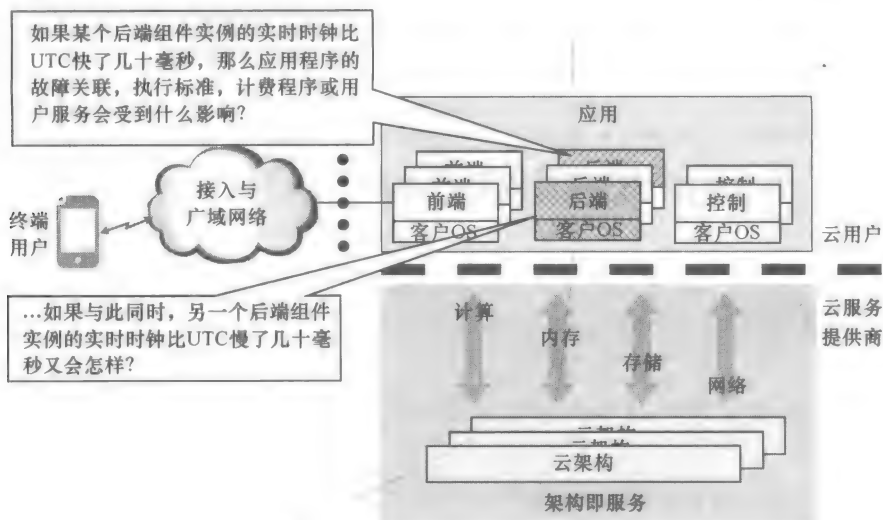 如果某个后端组件实例的实时时钟比
UTC快了几十毫秒，那么应用程序的
故障关联，执行标准，计费程序或用
户服务会受到什么影响？
应用
后端
前端
后端
控制
前端
后端
控制
客户OS
客户OS
客户OS
接入与
广域网络
终端
用户
云用户
…如果与此同时，另一个后端组件
实例的实时时钟比UTC慢了几十毫
秒又会怎样？
计算
内存
存储
网络
云服务
提供商
云架构
架构即服务